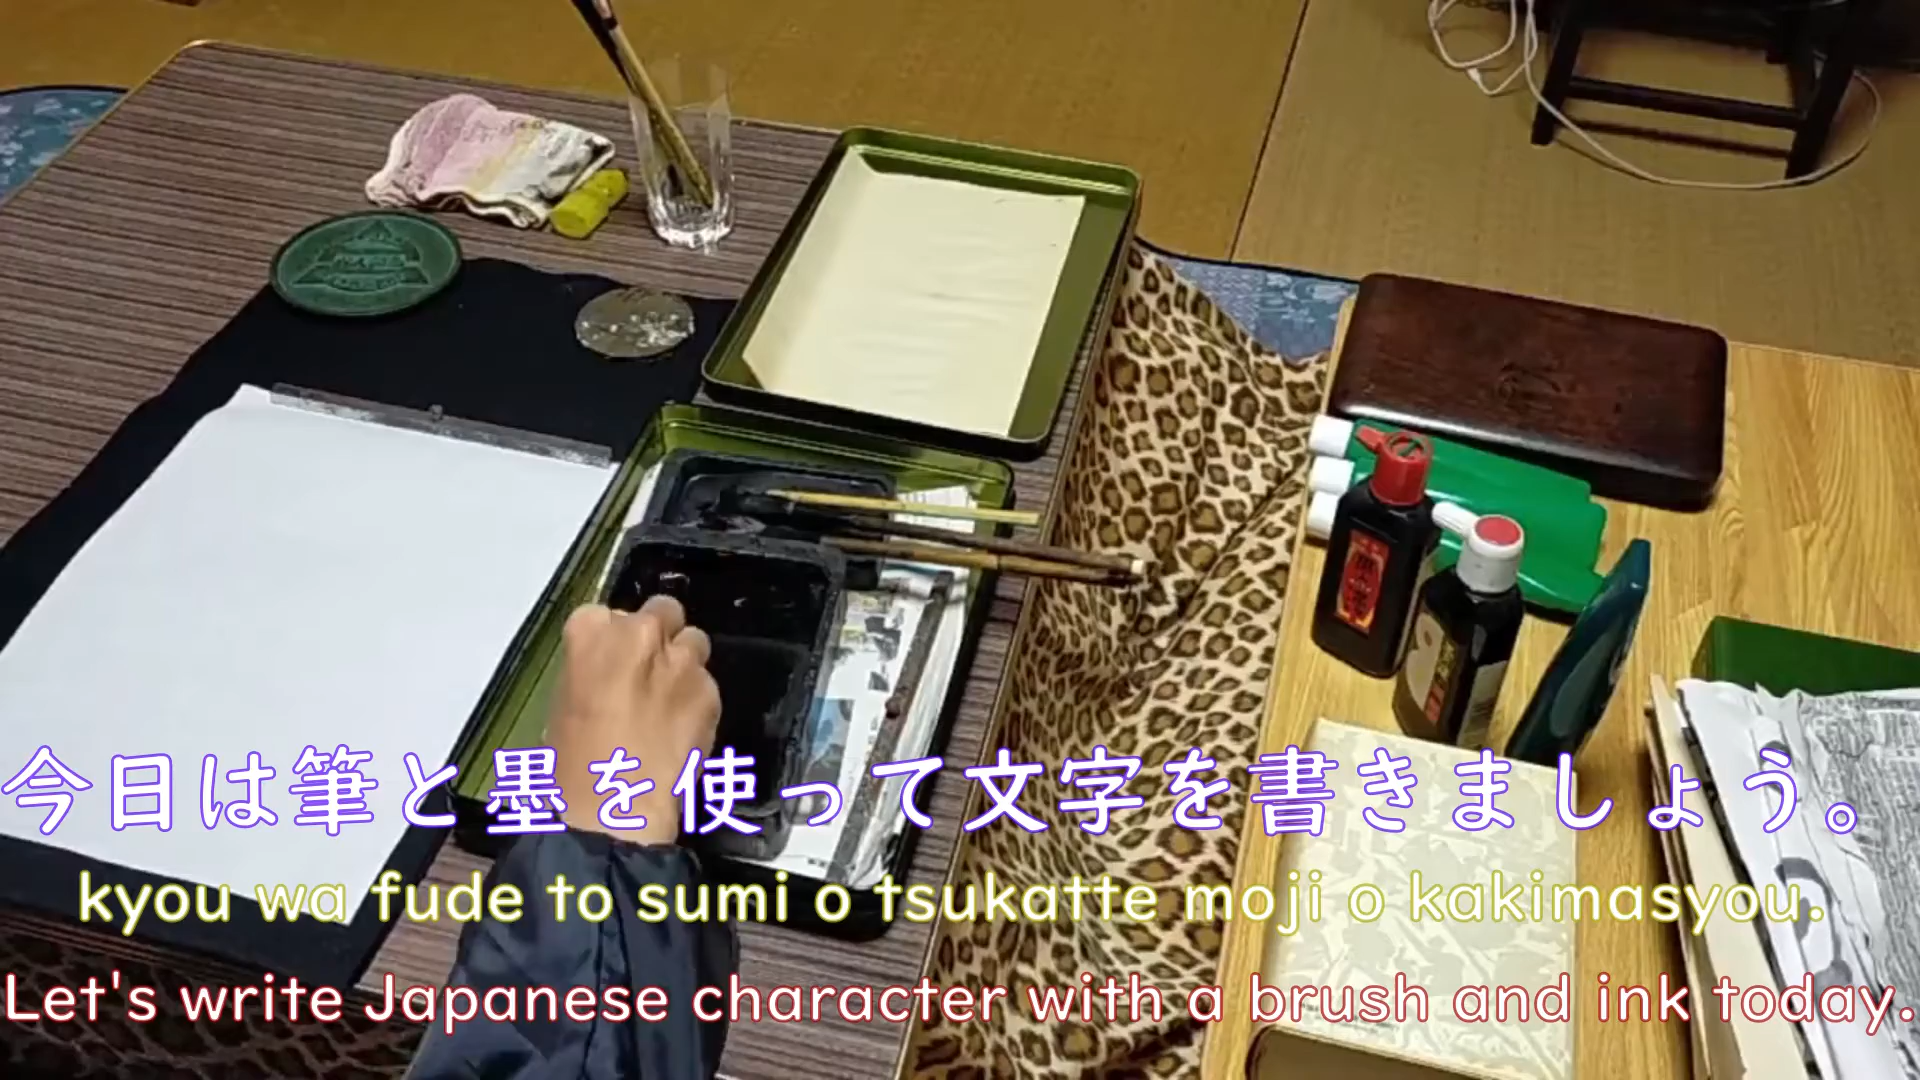 今日は筆と墨を使って文字を書きましょう。
kyou wa fude to sumi o tsukatte moji o kakimasyou.
Let's write Japanese character with a brush and ink today.